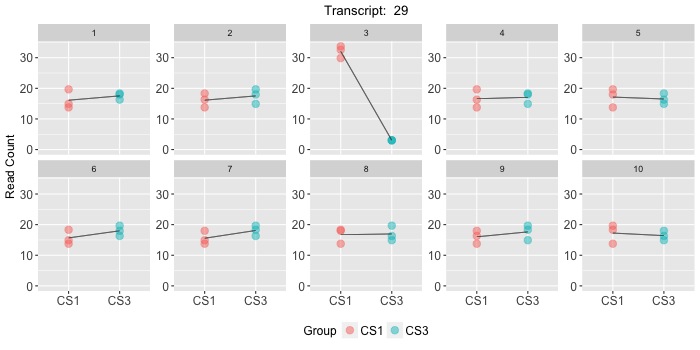 Transcript:  29
1 2 3 4 5
30
20
10
0
Read Count
6 7 8 9 10
30
20
10
0
CS1 CS3 CS1 CS3 CS1 CS3 CS1 CS3 CS1 CS3
Group CS1 CS3